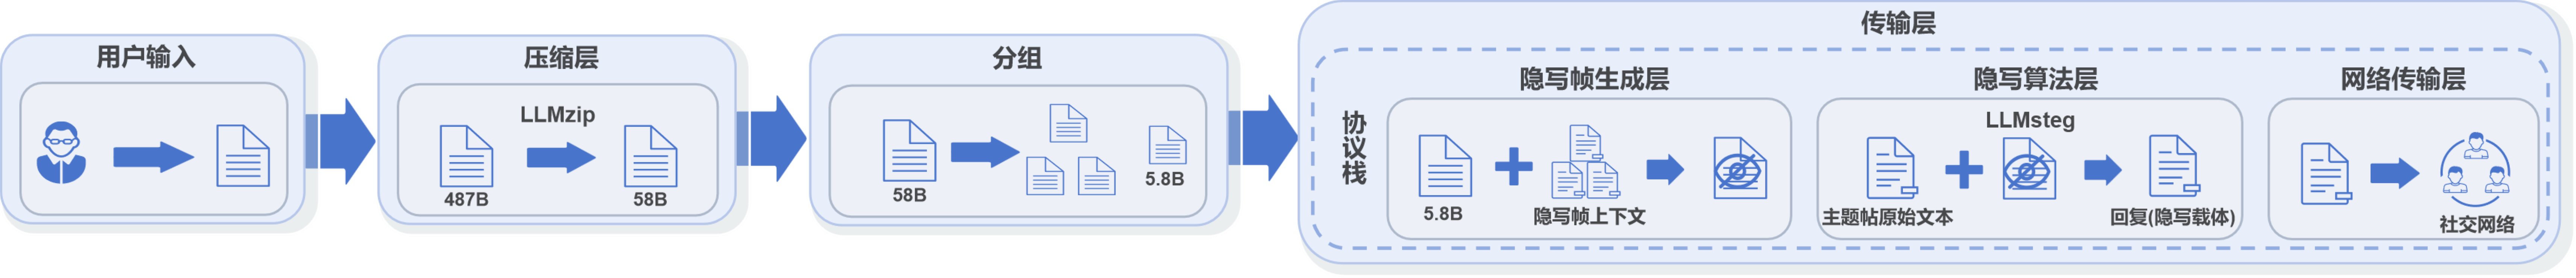 用户输入
压缩层
LLMzip
487B
58B
分组
58B
5.8B
传输层
协议栈
隐写帧生成层
5.8B
隐写帧上下文
隐写算法层
LLMsteg
主题帖原始文本
回复(隐写载体)
网络传输层
社交网络